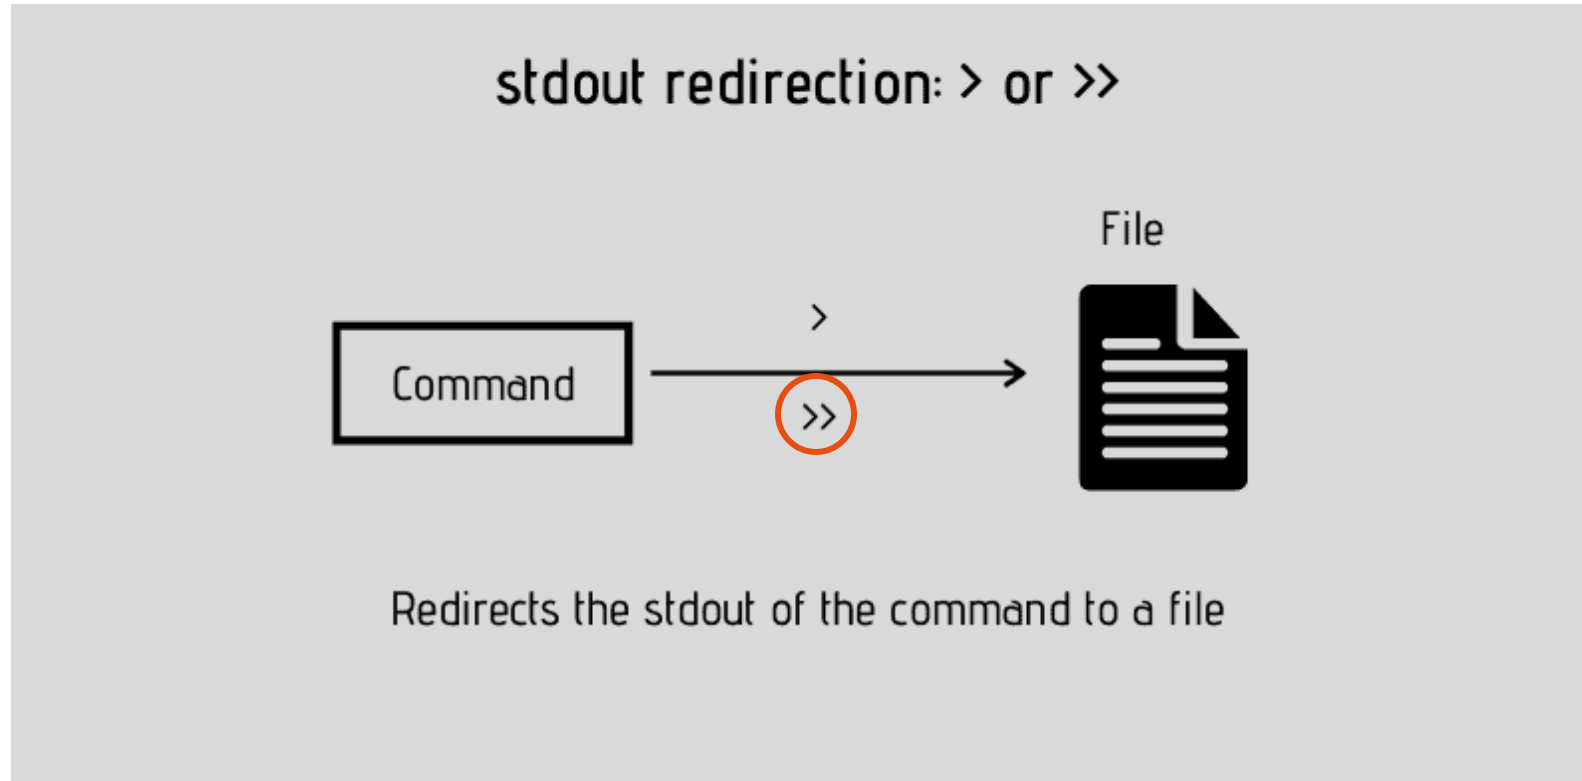 stdout redirection: > or >>
File
>
Command
>>
Redirects the stdout of the command to a file